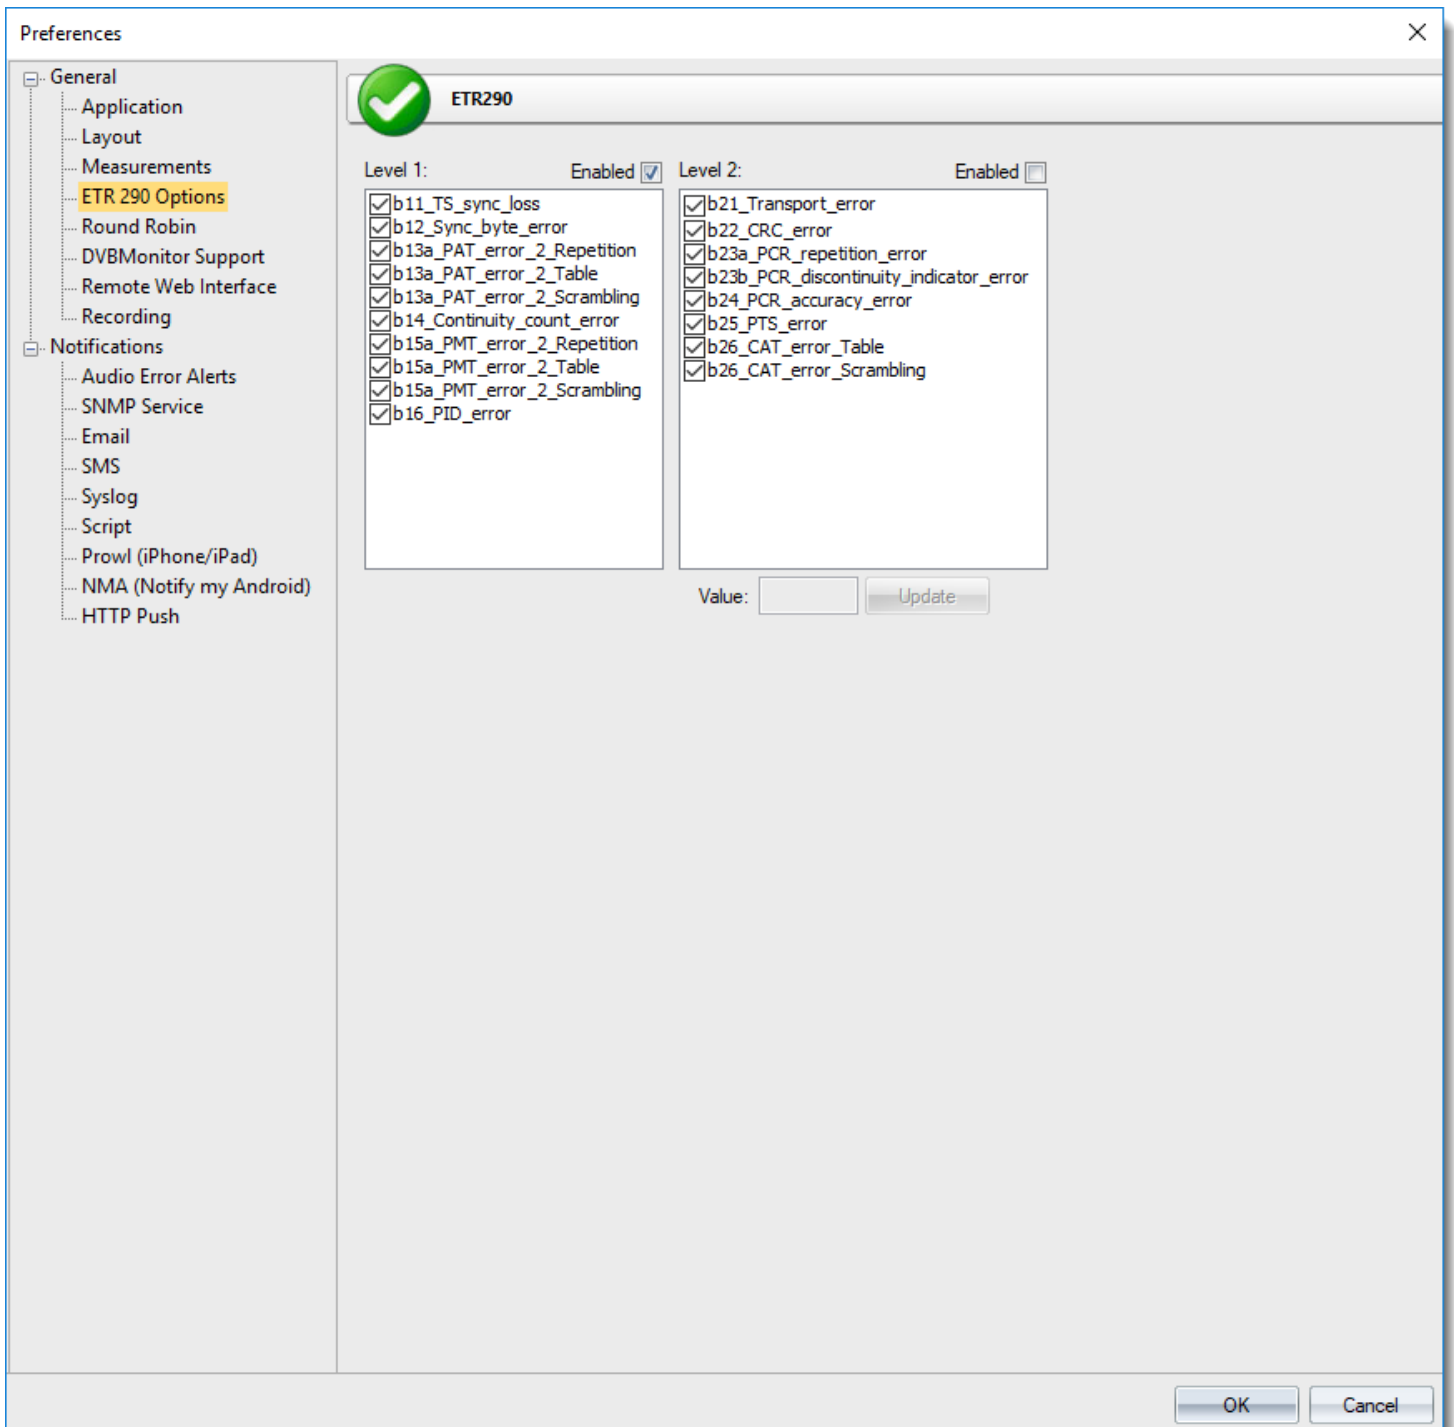 Preferences
General
Application
Layout
Measurements
ETR 290 Options
Round Robin
DVBMonitor Support
Remote Web Interface
Recording
Notifications
Audio Error Alerts
SNMP Service
Email
SMS
Syslog
Script
Prowl (iPhone/iPad)
NMA (Notify my Android)
HTTP Push
ETR290
Level 1: Enabled
b11_TS_sync_loss
b12_Sync_byte_error
b13a_PAT_error_2_Repetition
b13a_PAT_error_2_Table
b13a_PAT_error_2_Scrambling
b14_Continuity_count_error
b15a_PMT_error_2_Repetition
b15a_PMT_error_2_Table
b15a_PMT_error_2_Scrambling
b16_PID_error
Level 2: Enabled
b21_Transport_error
b22_CRC_error
b23a_PCR_repetition_error
b23b_PCR_discontinuity_indicator_error
b24_PCR_accuracy_error
b25_PTS_error
b26_CAT_error_Table
b26_CAT_error_Scrambling
Value: Update
OK Cancel